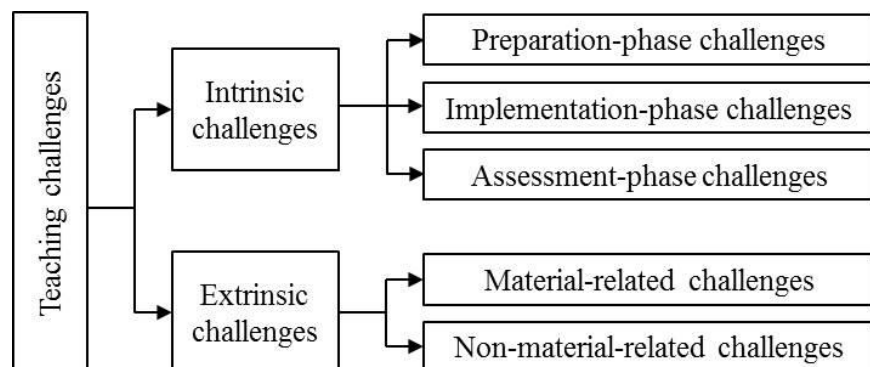 Teaching challenges
Intrinsic
challenges
Preparation-phase challenges
Implementation-phase challenges
Assessment-phase challenges
Extrinsic
challenges
Material-related challenges
Non-material-related challenges